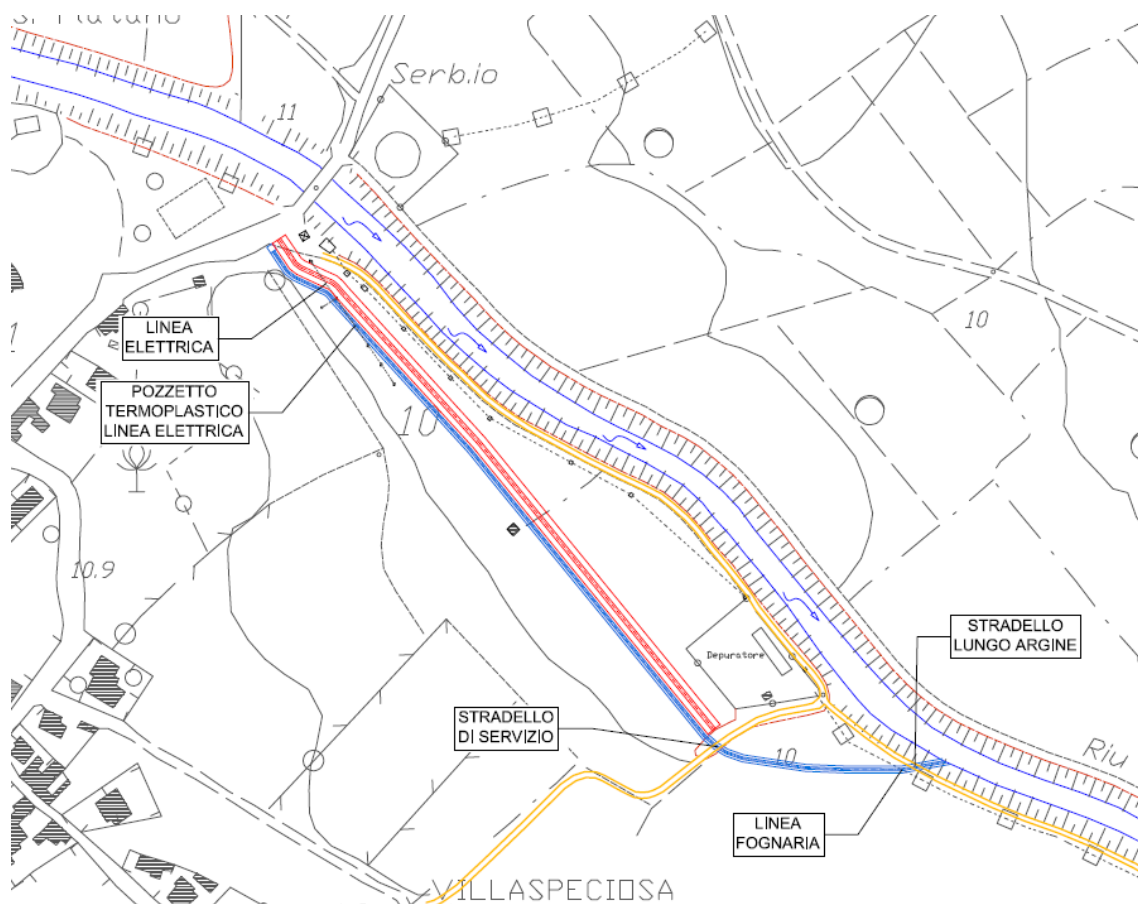 S. Platano
Serb.io
11
10
LINEA
ELETTRICA
POZZETTO
TERMOPLASTICO
LINEA ELETTRICA
10
1
10.9
STRADELLO
LUNGO ARGINE
Depuratore
STRADELLO
DI SERVIZIO
10
Riu
LINEA
FOGNARIA
VILLASPECIOSA